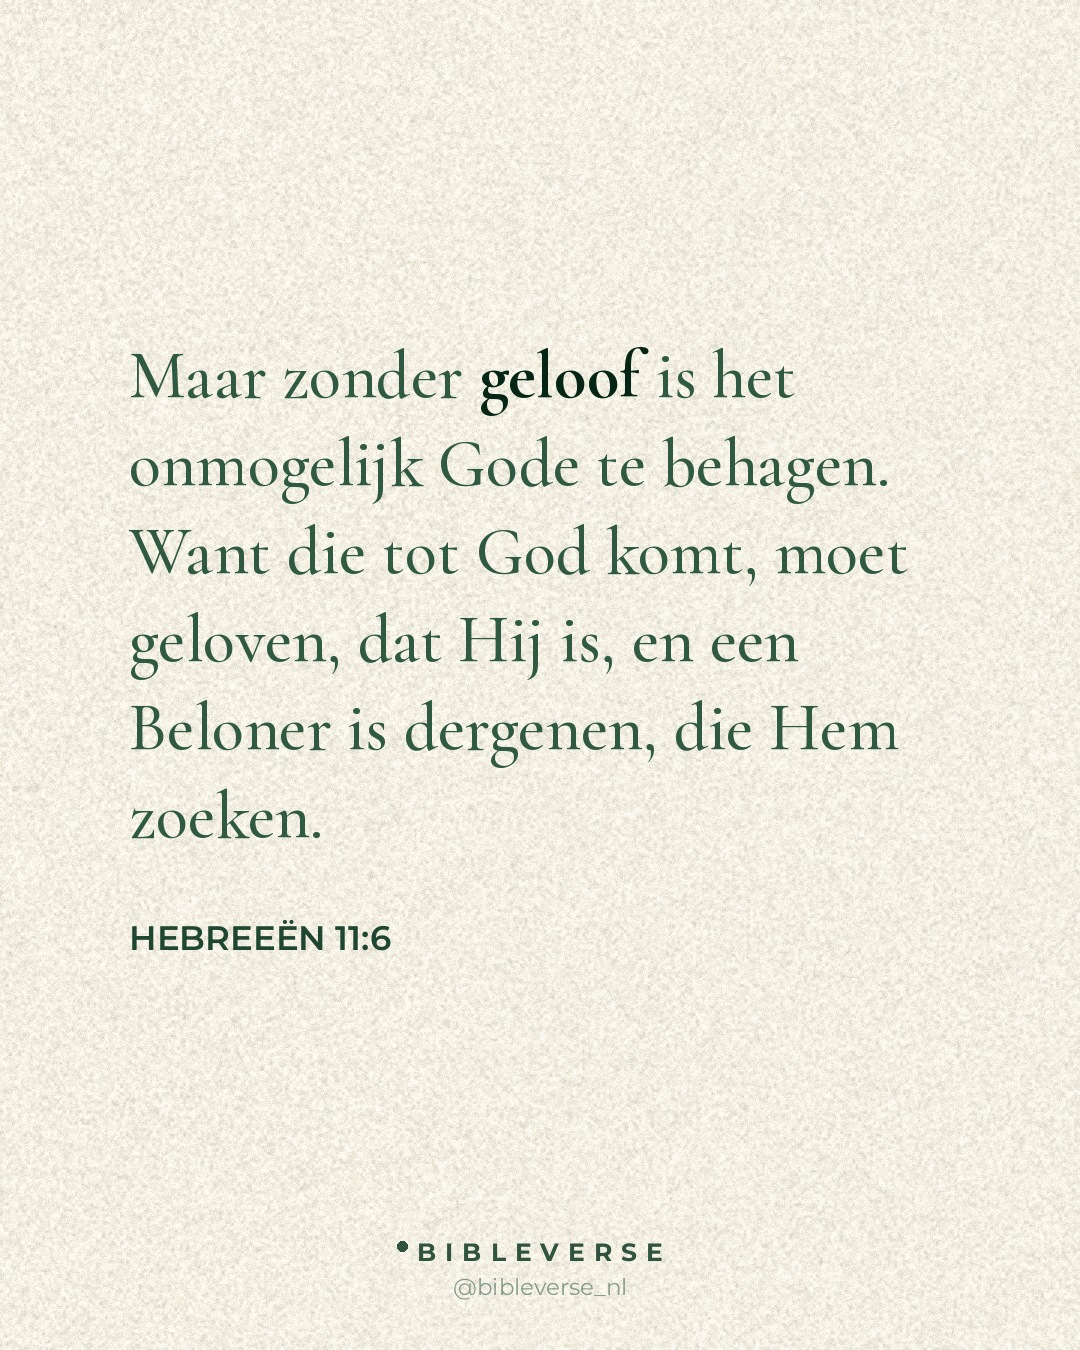 Maar zonder geloof is het
onmogelijk Gode te behagen.
Want die tot God komt, moet
geloven, dat Hij is, en een
Beloner is dergenen, die Hem
zoeken.
HEBREEËN 11:6
BIBLEVERSE
@bibleverse_nl